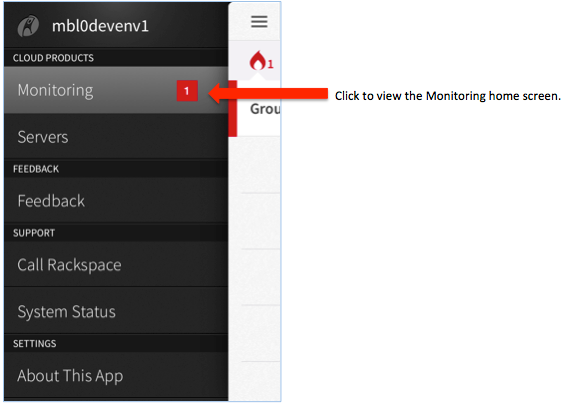 mbl0devenv1
CLOUD PRODUCTS
Monitoring 1
Servers
FEEDBACK
Feedback
SUPPORT
Call Rackspace
System Status
SETTINGS
About This App
1
Grou
Click to view the Monitoring home screen.